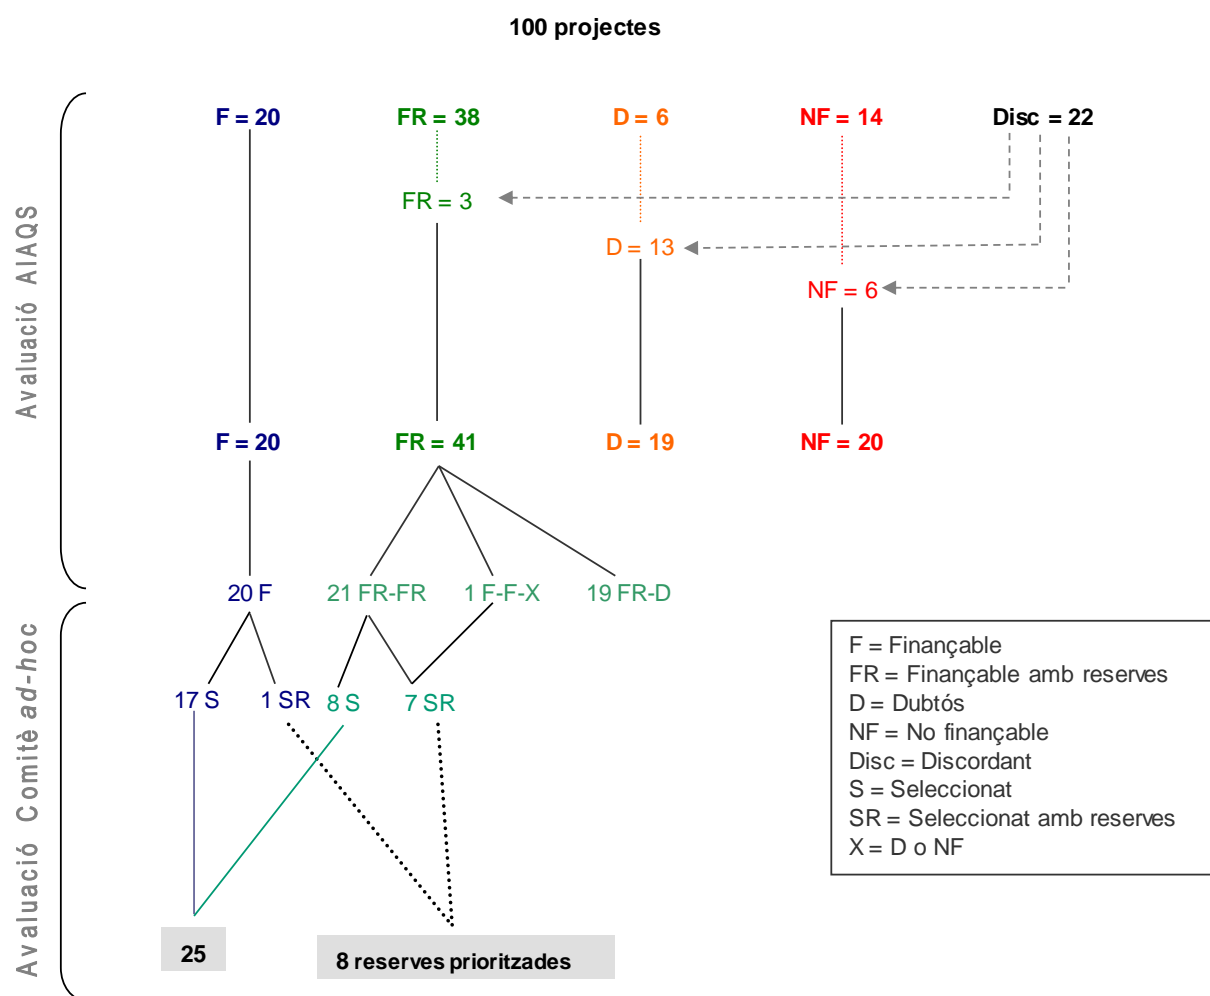 100 projectes
F = 20
FR = 38
D = 6
NF = 14
Disc = 22
FR = 3
D = 13
NF = 6
Avaluació AIAQS
F = 20
FR = 41
D = 19
NF = 20
20 F
21 FR-FR
1 F-F-X
19 FR-D
Avaluació Comitè ad-hoc
17 S
1 SR
8 S
7 SR
25
8 reserves prioritzades
F = Finançable
FR = Finançable amb reserves
D = Dubtós
NF = No finançable
Disc = Discordant
S = Seleccionat
SR = Seleccionat amb reserves
X = D o NF